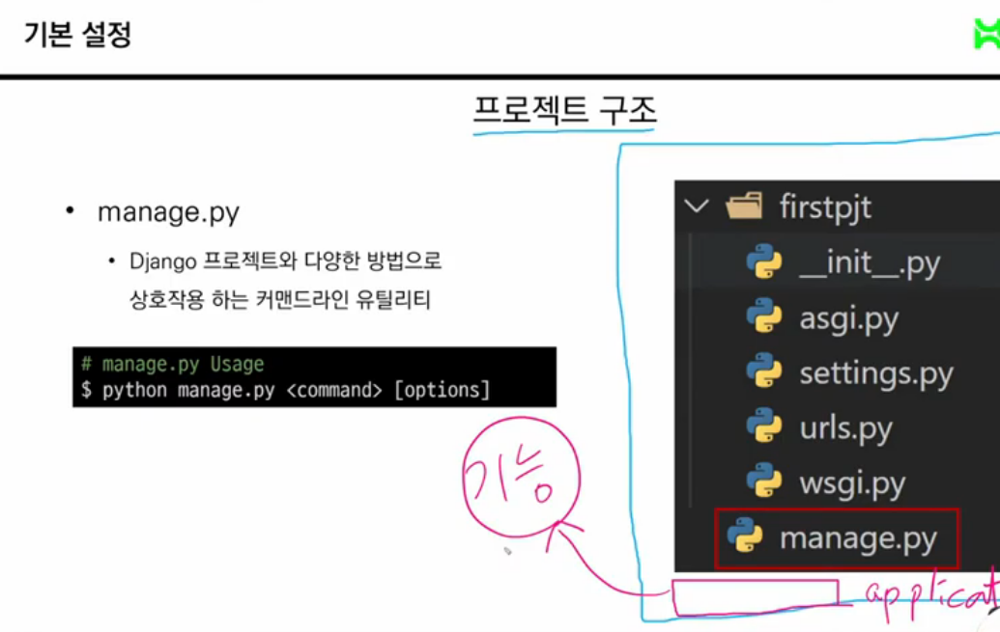 기본 설정
프로젝트 구조
• manage.py
• Django 프로젝트와 다양한 방법으로
상호작용 하는 커맨드라인 유틸리티
# manage.py Usage
$ python manage.py <command> [options]
firstpjt
__init__.py
asgi.py
settings.py
urls.py
wsgi.py
manage.py
기능
applicat